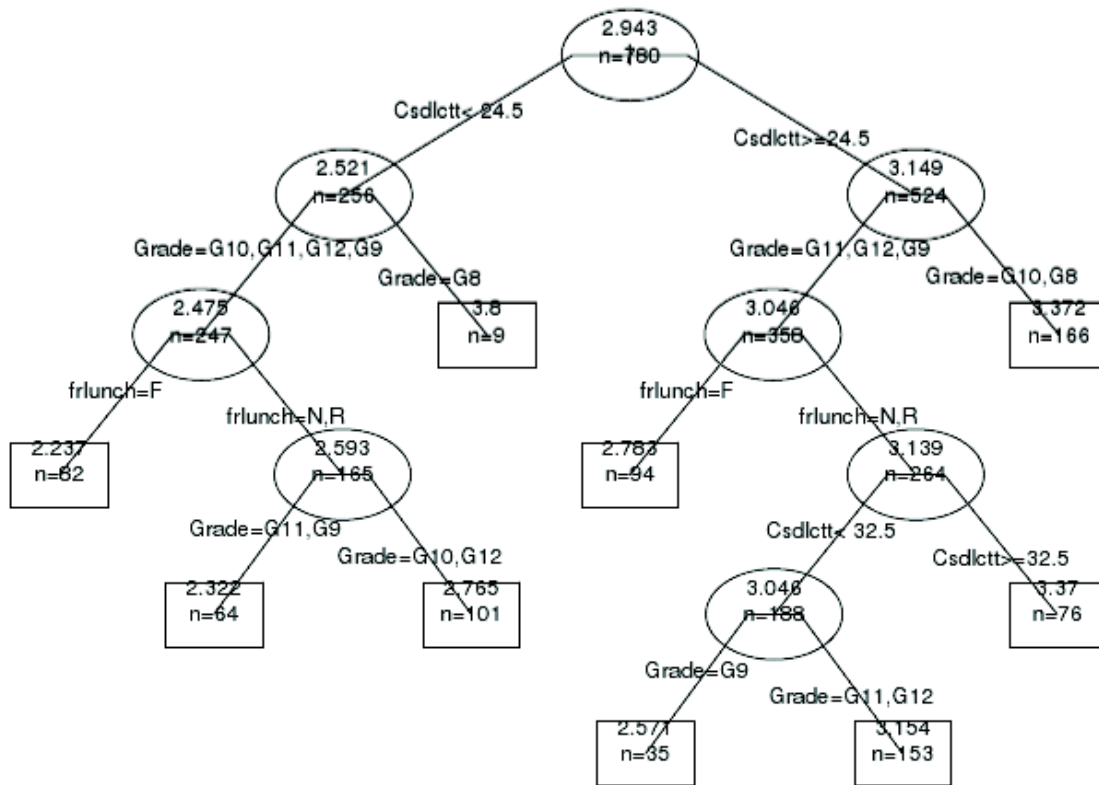 2.943
n=780
Csdlctt< 24.5
Csdlctt>=24.5
2.521
n=256
3.149
n=524
Grade=G10,G11,G12,G9
Grade=G8
Grade=G11,G12,G9
Grade=G10,G8
2.475
n=247
3.8
n=9
3.046
n=358
3.372
n=166
frlunch=F
frlunch=N,R
frlunch=F
frlunch=N,R
2.237
n=82
2.593
n=165
2.783
n=94
3.139
n=264
Grade=G11,G9
Grade=G10,G12
Csdlctt< 32.5
Csdlctt>=32.5
2.322
n=64
2.765
n=101
3.046
n=188
3.37
n=76
Grade=G9
Grade=G11,G12
2.571
n=35
3.154
n=153